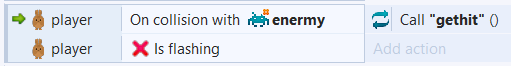 player On collision with enermy Call "gethit" ()
player Is flashing Add action